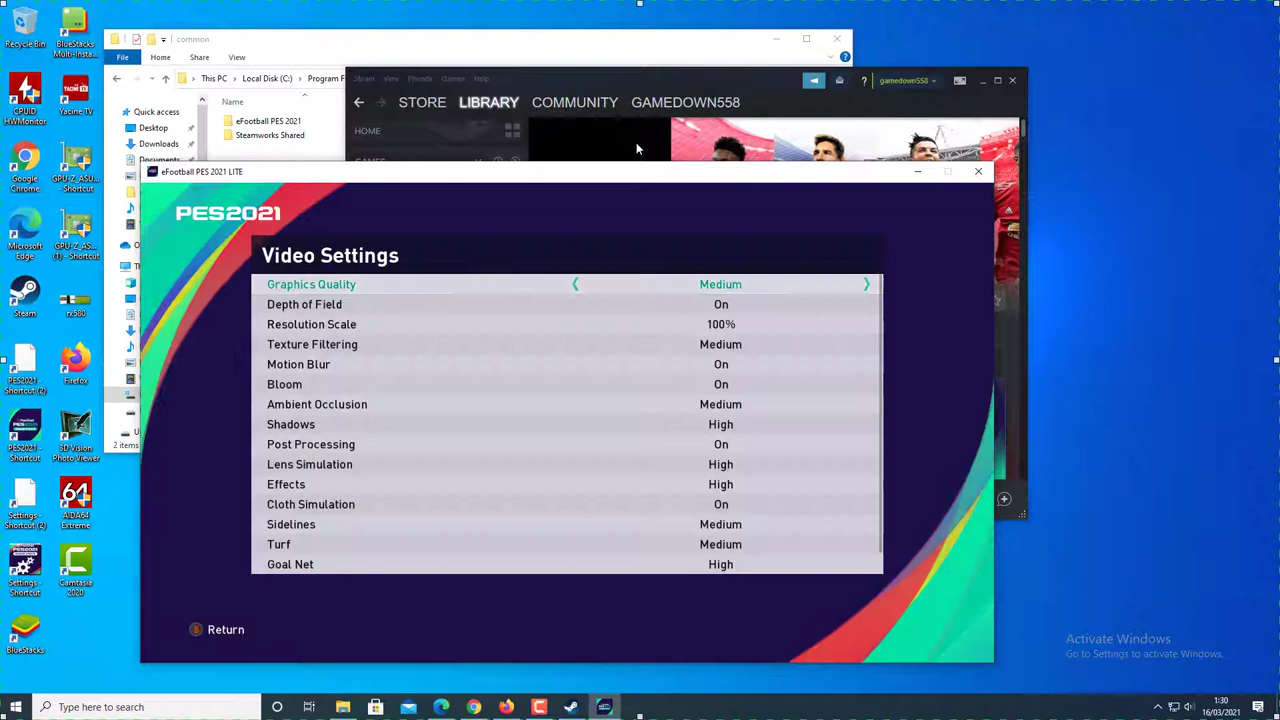 Recycle Bin
BlueStacks
Multi-Insta...
CPUID
HWMonitor
Yacine TV
Google
Chrome
GPU-Z_ASU...
- Shortcut
Microsoft
Edge
GPU-Z_AS...
(1) - Shortcut
Steam
rx580
PES2021 -
Shortcut (2)
Firefox
PES2021 -
Shortcut
3D Vision
Photo Viewer
Settings -
Shortcut (2)
AIDA64
Extreme
Settings -
Shortcut
Camtasia
2020
BlueStacks
common
File Home Share View
This PC > Local Disk (C:) > Program F
Quick access
Desktop
Downloads
Documents
2 items
Name
eFootball PES 2021
Steamworks Shared
View Friends Games Help
gamedown558
STORE LIBRARY COMMUNITY GAMEDOWN558
HOME
eFootball PES 2021 LITE
PES2021
Video Settings
Graphics Quality Medium
Depth of Field On
Resolution Scale 100%
Texture Filtering Medium
Motion Blur On
Bloom On
Ambient Occlusion Medium
Shadows High
Post Processing On
Lens Simulation High
Effects High
Cloth Simulation On
Sidelines Medium
Turf Medium
Goal Net High
B Return
Activate Windows
Go to Settings to activate Windows.
Type here to search
1:30
16/03/2021